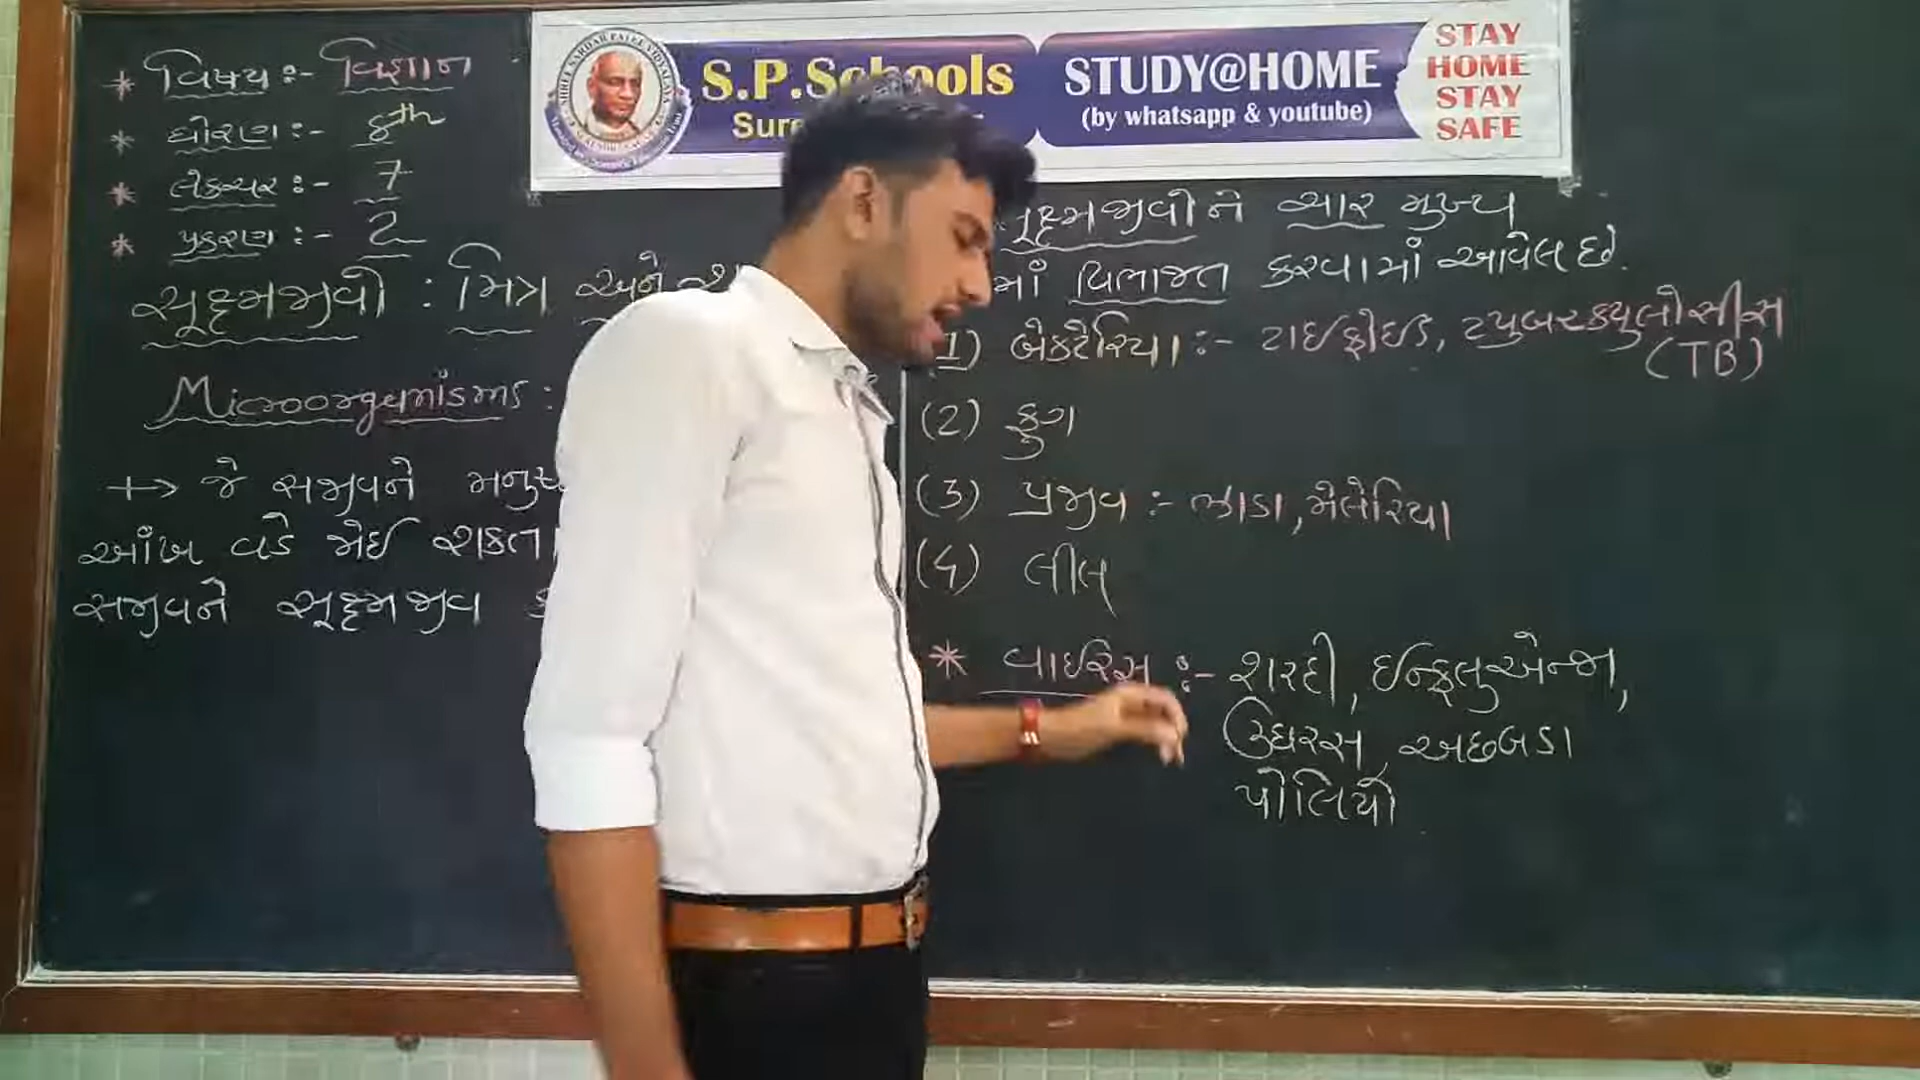 * વિષય :- વિજ્ઞાન
* ધોરણ :- 8th
* લેક્ચર :- 7
* પ્રકરણ :- 2
સૂક્ષ્મજીવો : મિત્ર અને
Microorganisms :
→ જે સજીવને
આંખ વડે જોઈ શકતા
સજીવને સૂક્ષ્મજીવ
S.P.Schools
STUDY@HOME
(by whatsapp & youtube)
STAY
HOME
STAY
SAFE
સૂક્ષ્મજીવોને ચાર મુખ્ય
માં વિભાજીત કરવામાં આવેલ છે.
(1) બેક્ટેરિયા :- ટાઈફોઈડ, ટ્યુબરક્યુલોસીસ
(TB)
(2) ફુગ
(3) પ્રજીવ :- ઝાડા, મેલેરિયા
(4) લીલ
* વાઈરસ :- શરદી, ઈન્ફ્લુએન્જા,
ઉધરસ, અછબડા
પોલિયો